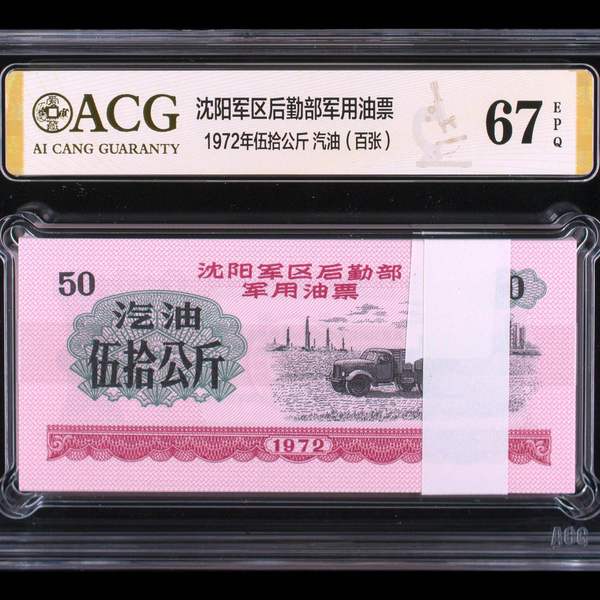 ACG
AI CANG GUARANTY
沈阳军区后勤部军用油票
1972年伍拾公斤 汽油（百张）
67
EPQ
50
沈阳军区后勤部
军用油票
0
汽油
伍拾公斤
1972
ACG